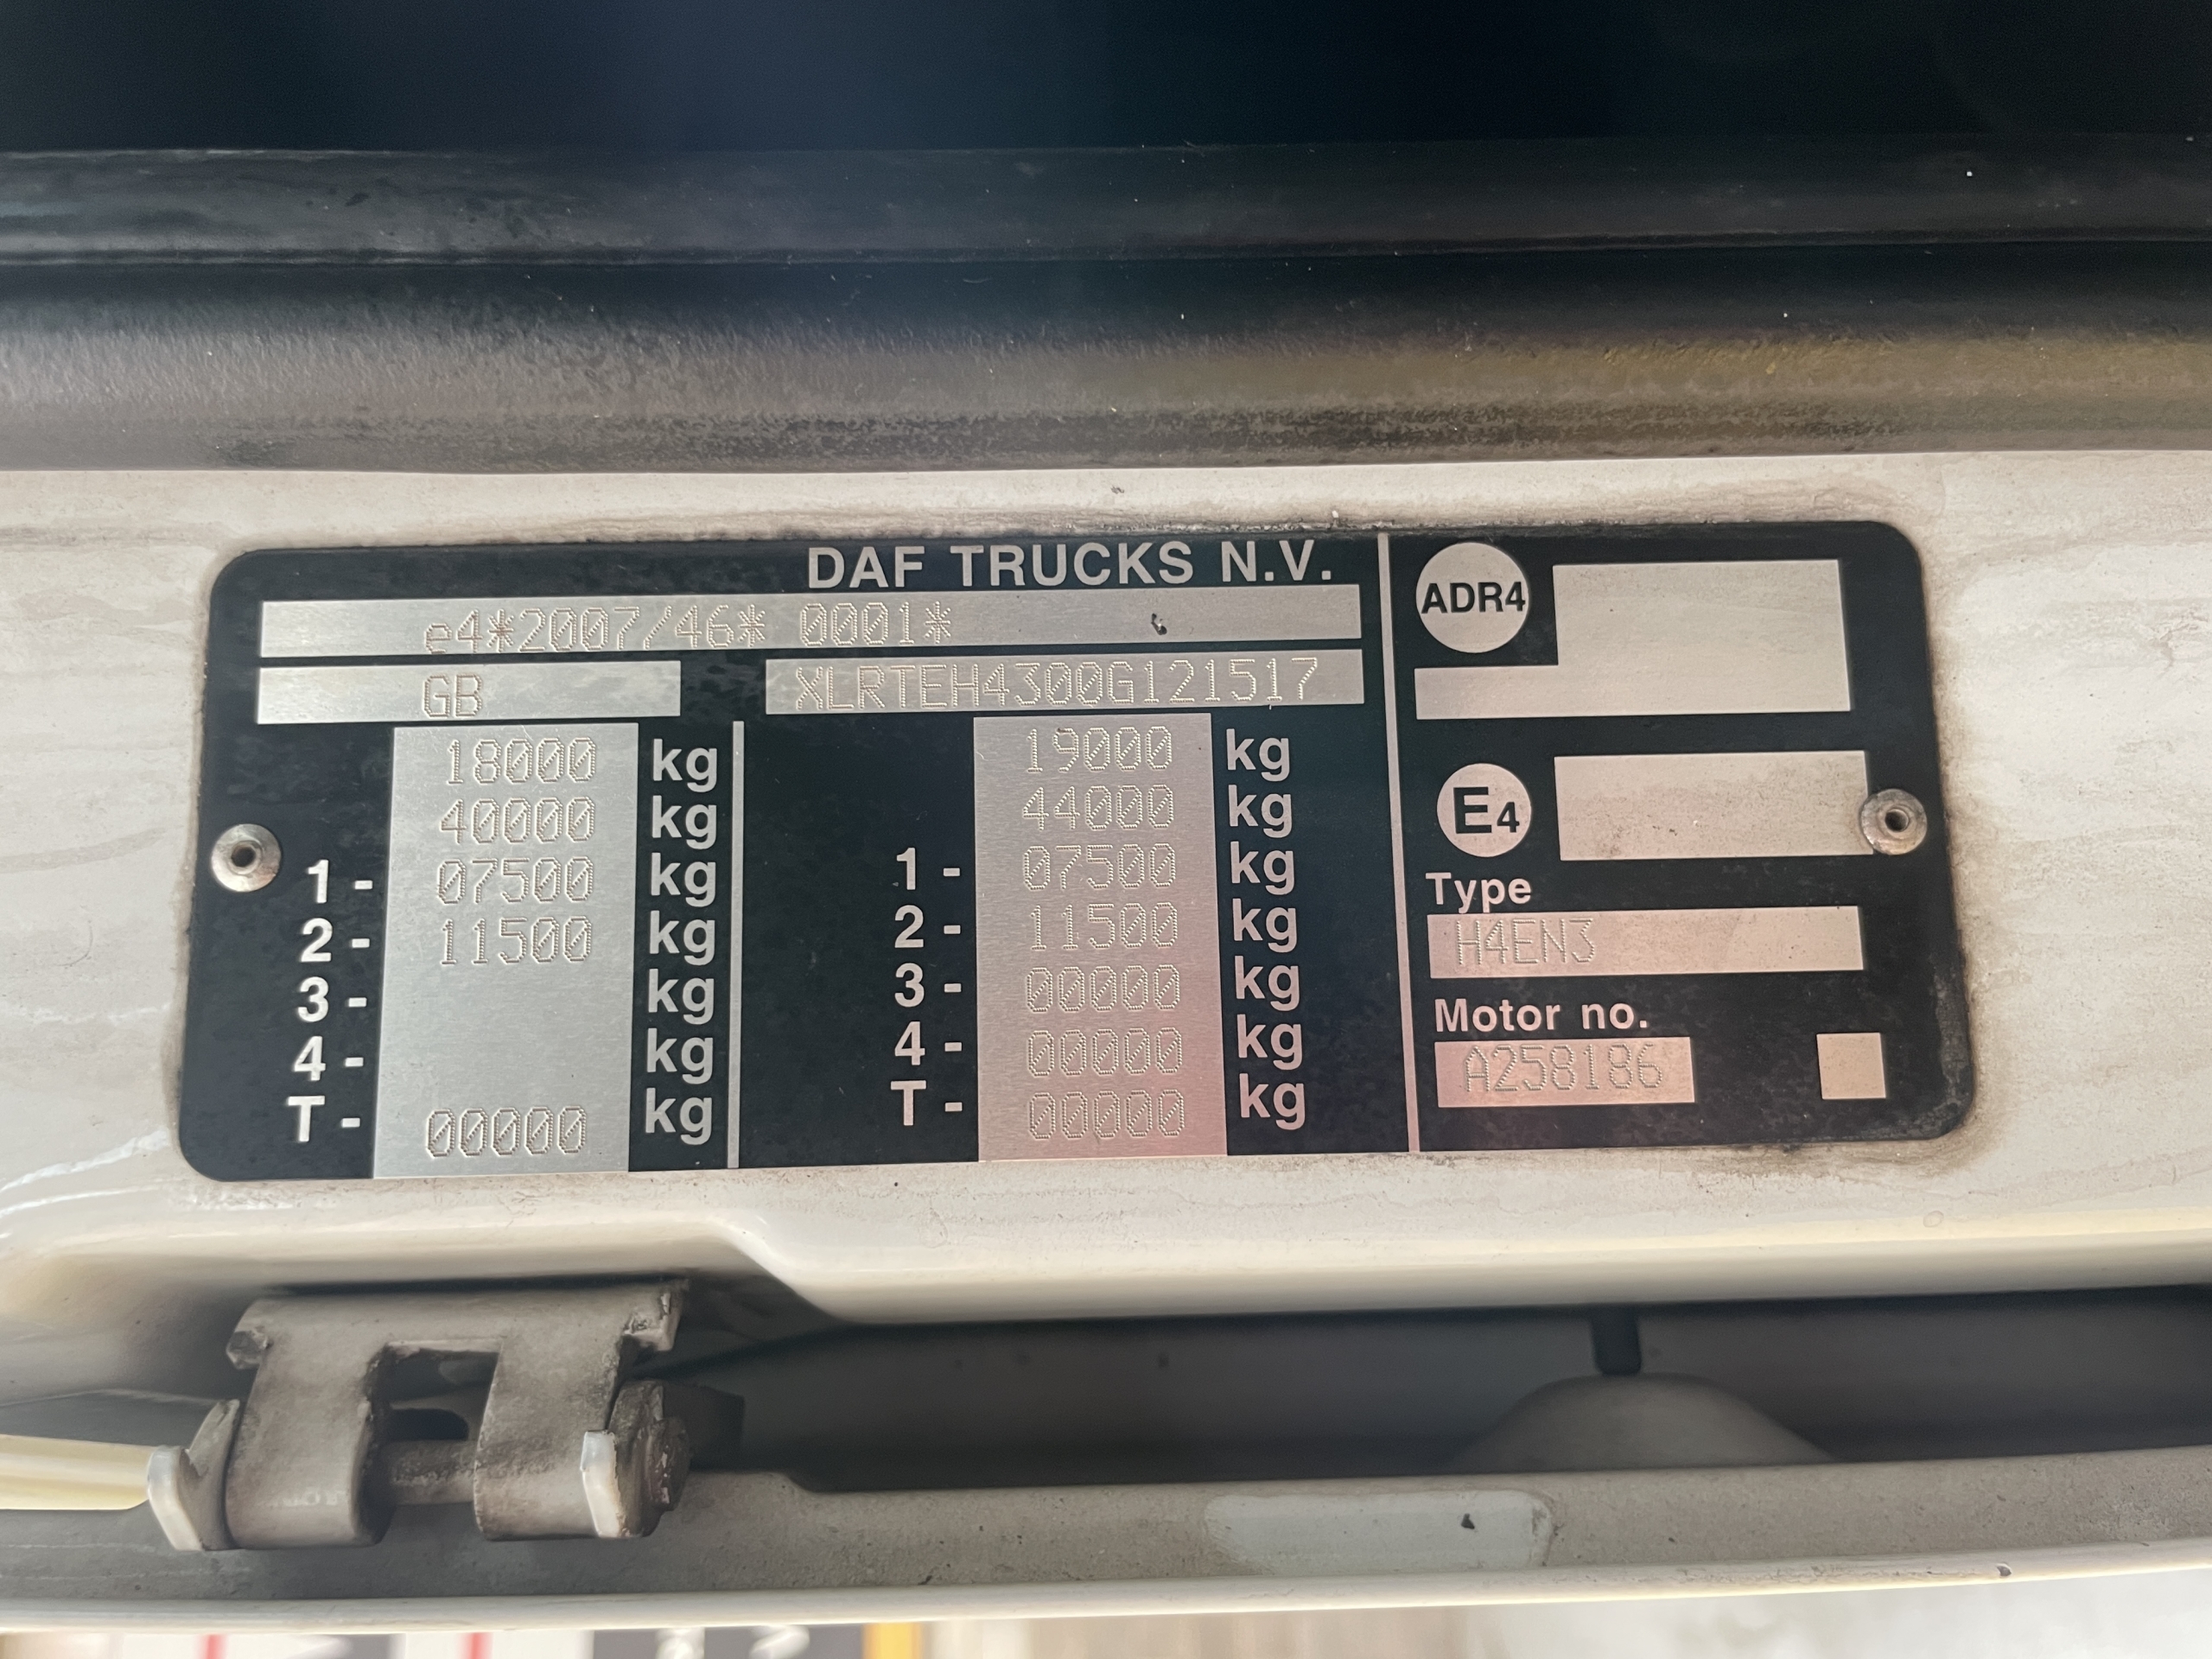 DAF TRUCKS N.V.
e4*2007/46* 0001*
GB XLRTEH4300G121517
18000 kg 19000 kg
40000 kg 44000 kg
1- 07500 kg 1- 07500 kg
2- 11500 kg 2- 11500 kg
3- kg 3- 00000 kg
4- kg 4- 00000 kg
T- 00000 kg T- 00000 kg
ADR4
E4
Type
H4EN3
Motor no.
A258186